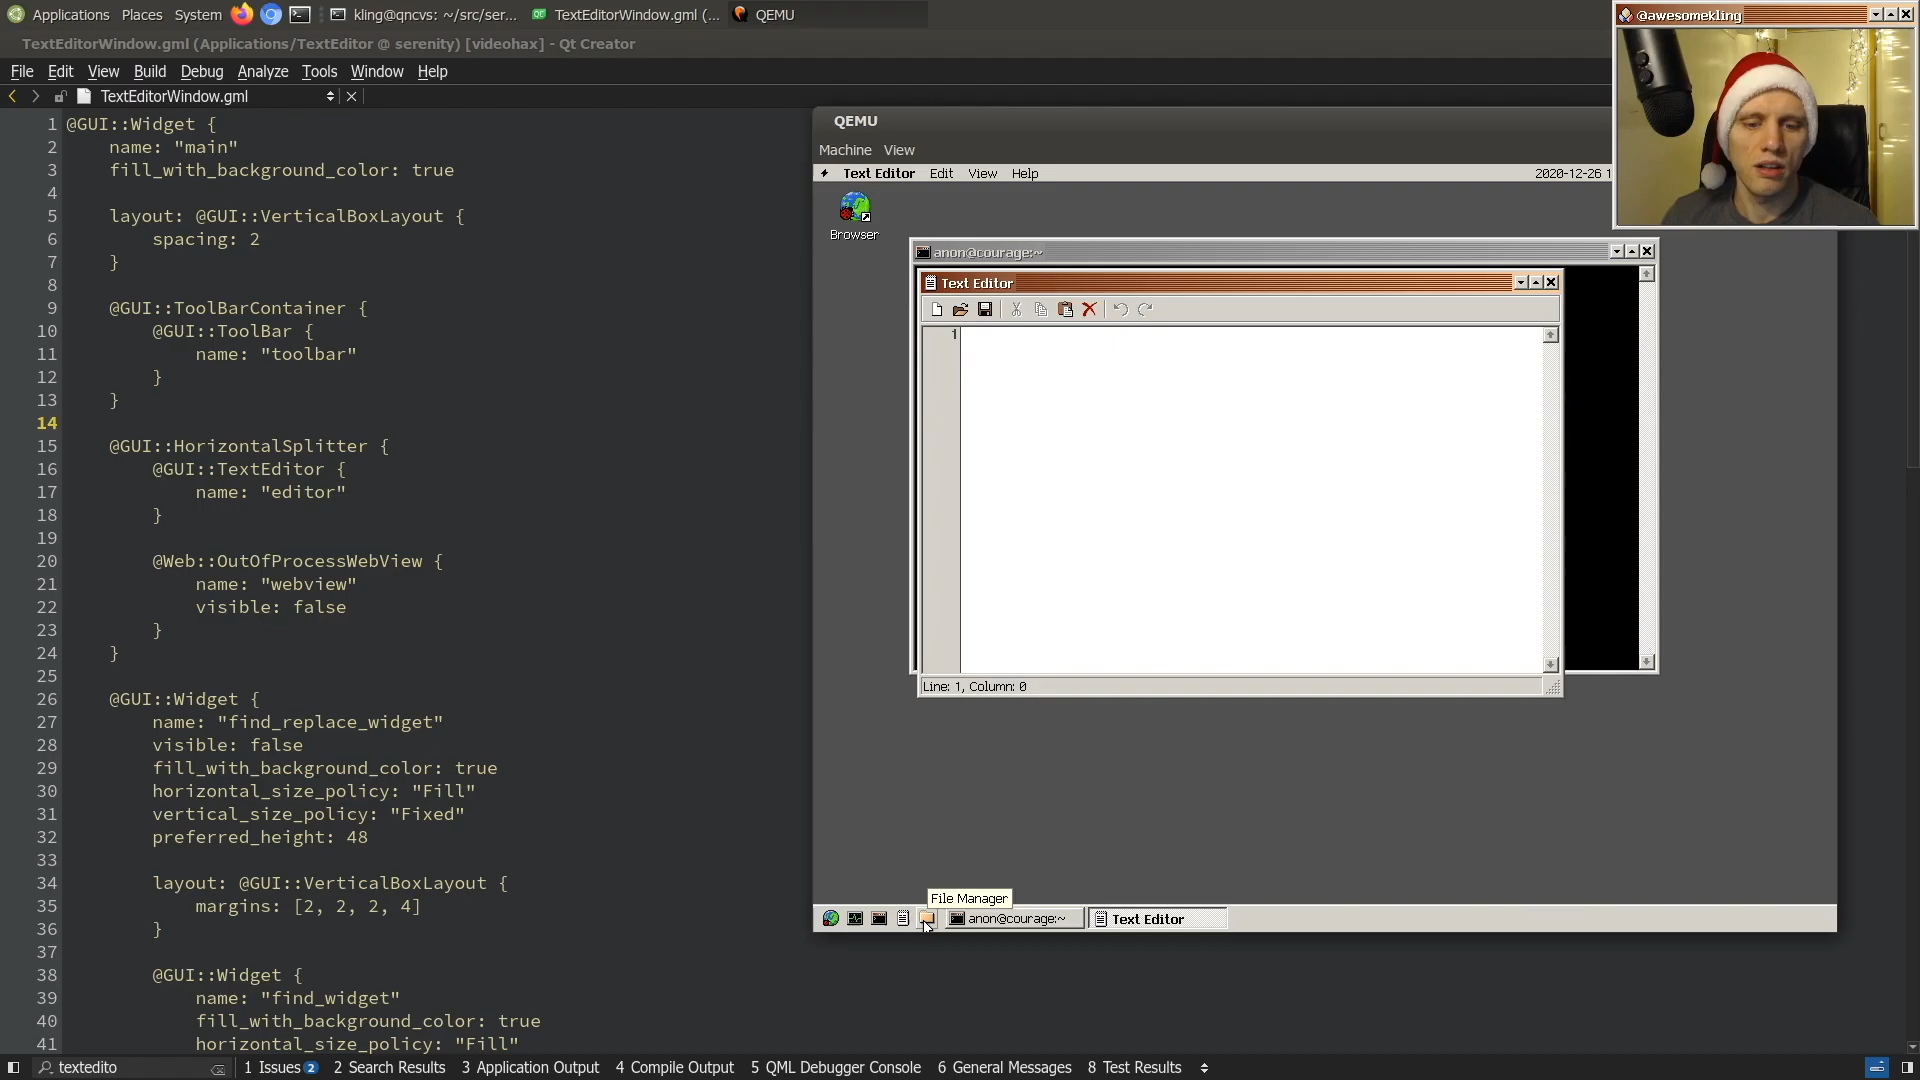 Applications Places System kling@qncvs: ~/src/ser... TextEditorWindow.gml (... QEMU
TextEditorWindow.gml (Applications/TextEditor @ serenity) [videohax] - Qt Creator
File Edit View Build Debug Analyze Tools Window Help
TextEditorWindow.gml
1 @GUI::Widget {
2 name: "main"
3 fill_with_background_color: true
4
5 layout: @GUI::VerticalBoxLayout {
6 spacing: 2
7 }
8
9 @GUI::ToolBarContainer {
10 @GUI::ToolBar {
11 name: "toolbar"
12 }
13 }
14
15 @GUI::HorizontalSplitter {
16 @GUI::TextEditor {
17 name: "editor"
18 }
19
20 @Web::OutOfProcessWebView {
21 name: "webview"
22 visible: false
23 }
24 }
25
26 @GUI::Widget {
27 name: "find_replace_widget"
28 visible: false
29 fill_with_background_color: true
30 horizontal_size_policy: "Fill"
31 vertical_size_policy: "Fixed"
32 preferred_height: 48
33
34 layout: @GUI::VerticalBoxLayout {
35 margins: [2, 2, 2, 4]
36 }
37
38 @GUI::Widget {
39 name: "find_widget"
40 fill_with_background_color: true
41 horizontal_size_policy: "Fill"
@awesomekling
QEMU
Machine View
Text Editor Edit View Help 2020-12-26 1
Browser
anon@courage:~
Text Editor
1
Line: 1, Column: 0
File Manager
anon@courage:~ Text Editor
textedito 1 Issues 2 2 Search Results 3 Application Output 4 Compile Output 5 QML Debugger Console 6 General Messages 8 Test Results